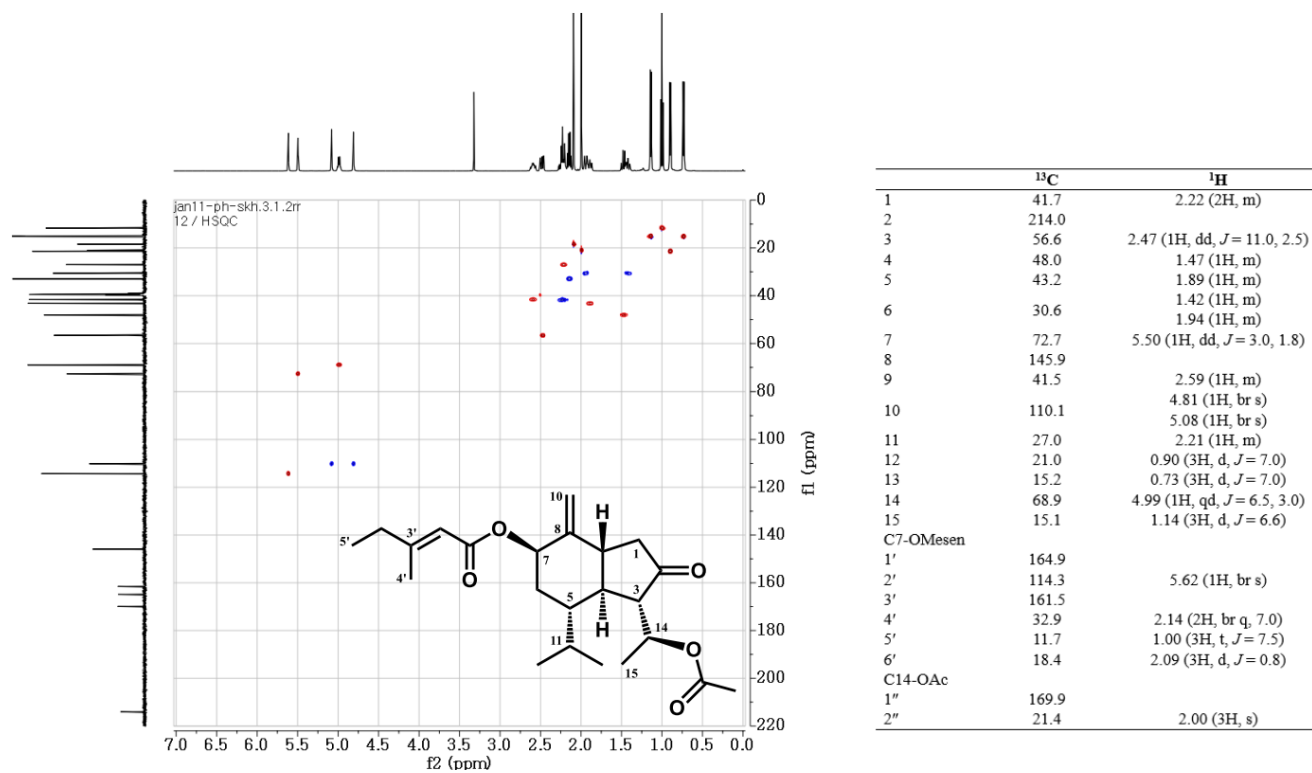 jan11-ph-skh.3.1.2rr
12 / HSQC
0
20
40
60
80
100
120
140
160
180
200
220
f1 (ppm)
7.0 6.5 6.0 5.5 5.0 4.5 4.0 3.5 3.0 2.5 2.0 1.5 1.0 0.5 0.0
f2 (ppm)
10
H
O
8
1
5'
3'
7
O
4'
O
5
3
H
11
14
O
15
O
¹³C ¹H
1 41.7 2.22 (2H, m)
2 214.0
3 56.6 2.47 (1H, dd, J = 11.0, 2.5)
4 48.0 1.47 (1H, m)
5 43.2 1.89 (1H, m)
6 30.6 1.42 (1H, m)
1.94 (1H, m)
7 72.7 5.50 (1H, dd, J = 3.0, 1.8)
8 145.9
9 41.5 2.59 (1H, m)
10 110.1 4.81 (1H, br s)
5.08 (1H, br s)
11 27.0 2.21 (1H, m)
12 21.0 0.90 (3H, d, J = 7.0)
13 15.2 0.73 (3H, d, J = 7.0)
14 68.9 4.99 (1H, qd, J = 6.5, 3.0)
15 15.1 1.14 (3H, d, J = 6.6)
C7-OMesen
1′ 164.9
2′ 114.3 5.62 (1H, br s)
3′ 161.5
4′ 32.9 2.14 (2H, br q, 7.0)
5′ 11.7 1.00 (3H, t, J = 7.5)
6′ 18.4 2.09 (3H, d, J = 0.8)
C14-OAc
1″ 169.9
2″ 21.4 2.00 (3H, s)